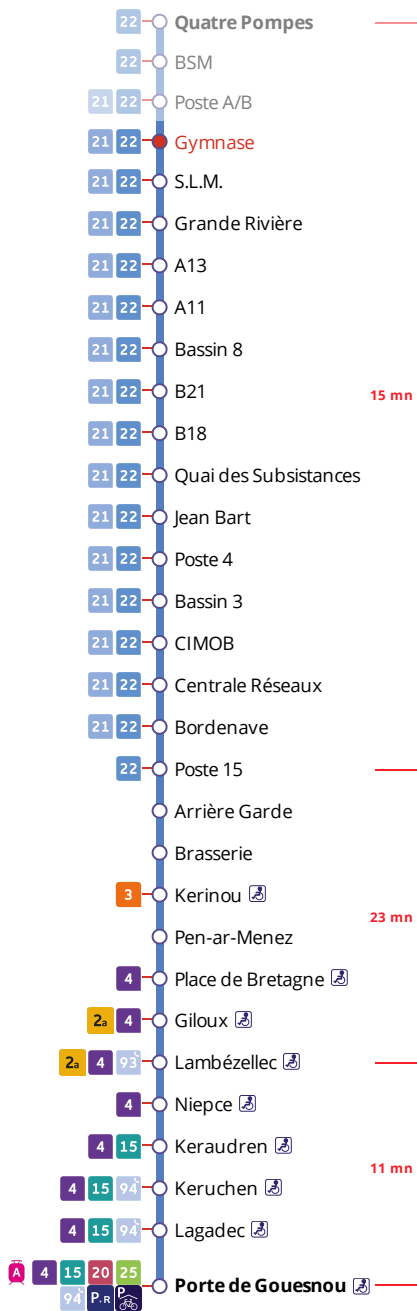 22 Quatre Pompes
22 BSM
21 22 Poste A/B
21 22 Gymnase
21 22 S.L.M.
21 22 Grande Rivière
21 22 A13
21 22 A11
21 22 Bassin 8
21 22 B21
15 mn
21 22 B18
21 22 Quai des Subsistances
21 22 Jean Bart
21 22 Poste 4
21 22 Bassin 3
21 22 CIMOB
21 22 Centrale Réseaux
21 22 Bordenave
22 Poste 15
Arrière Garde
Brasserie
3 Kerinou
23 mn
Pen-ar-Menez
4 Place de Bretagne
2a 4 Giloux
2a 4 93 Lambézellec
4 Niepce
4 15 Keraudren
11 mn
4 15 94 Keruchen
4 15 94 Lagadec
A 4 15 20 25
94 P.R P Porte de Gouesnou